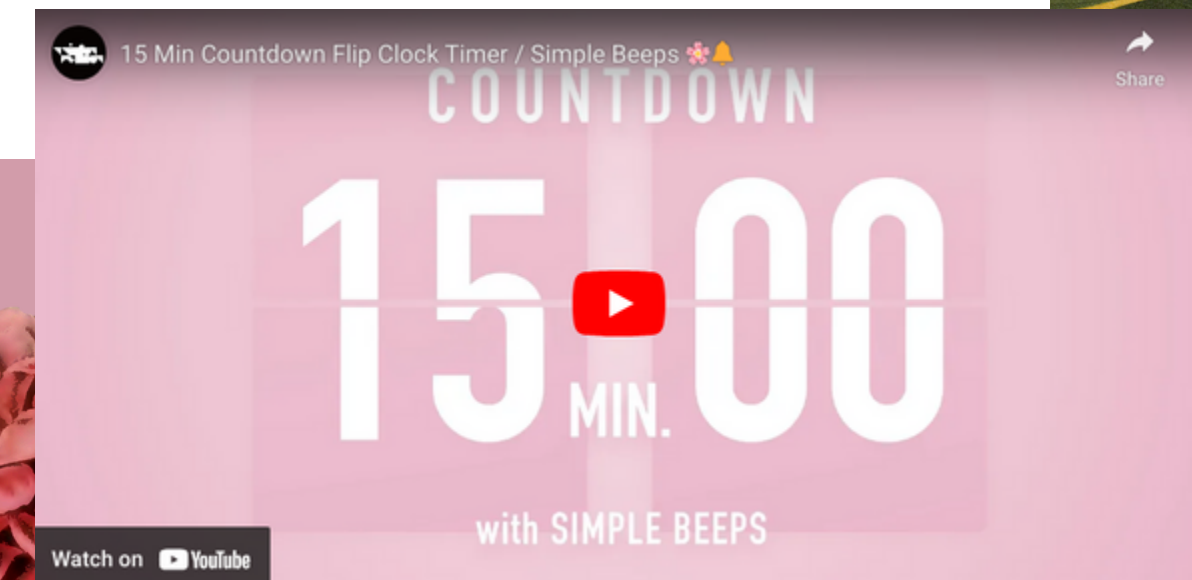 15 Min Countdown Flip Clock Timer / Simple Beeps 🌸🔔
Share
COUNTDOWN
15 00
MIN.
with SIMPLE BEEPS
Watch on YouTube